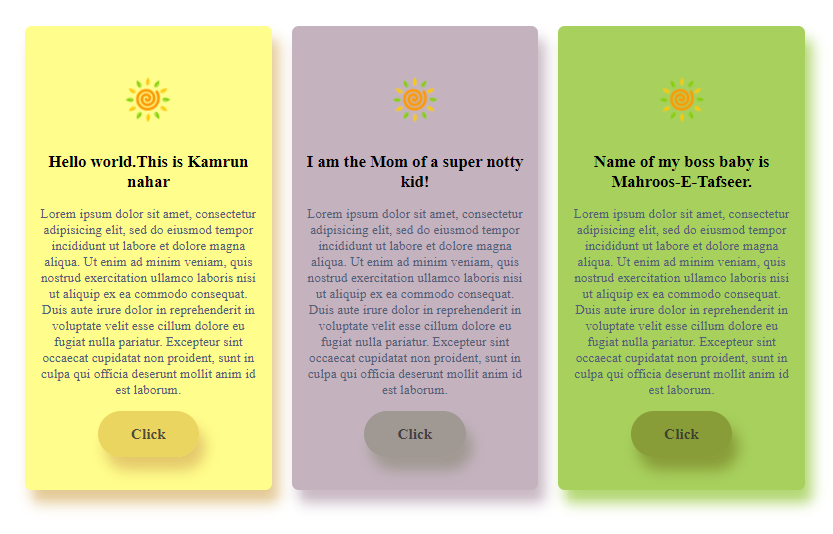 Hello world.This is Kamrun
nahar
Lorem ipsum dolor sit amet, consectetur
adipisicing elit, sed do eiusmod tempor
incididunt ut labore et dolore magna
aliqua. Ut enim ad minim veniam, quis
nostrud exercitation ullamco laboris nisi
ut aliquip ex ea commodo consequat.
Duis aute irure dolor in reprehenderit in
voluptate velit esse cillum dolore eu
fugiat nulla pariatur. Excepteur sint
occaecat cupidatat non proident, sunt in
culpa qui officia deserunt mollit anim id
est laborum.
Click
I am the Mom of a super notty
kid!
Lorem ipsum dolor sit amet, consectetur
adipisicing elit, sed do eiusmod tempor
incididunt ut labore et dolore magna
aliqua. Ut enim ad minim veniam, quis
nostrud exercitation ullamco laboris nisi
ut aliquip ex ea commodo consequat.
Duis aute irure dolor in reprehenderit in
voluptate velit esse cillum dolore eu
fugiat nulla pariatur. Excepteur sint
occaecat cupidatat non proident, sunt in
culpa qui officia deserunt mollit anim id
est laborum.
Click
Name of my boss baby is
Mahroos-E-Tafseer.
Lorem ipsum dolor sit amet, consectetur
adipisicing elit, sed do eiusmod tempor
incididunt ut labore et dolore magna
aliqua. Ut enim ad minim veniam, quis
nostrud exercitation ullamco laboris nisi
ut aliquip ex ea commodo consequat.
Duis aute irure dolor in reprehenderit in
voluptate velit esse cillum dolore eu
fugiat nulla pariatur. Excepteur sint
occaecat cupidatat non proident, sunt in
culpa qui officia deserunt mollit anim id
est laborum.
Click